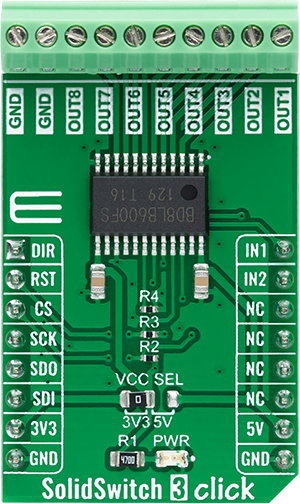 GND GND OUT8 OUT7 OUT6 OUT5 OUT4 OUT3 OUT2 OUT1
BD8LB600FS
129 T16
DIR IN1
RST IN2
CS NC
SCK NC
SDO NC
SDI NC
3V3 5V
GND GND
R4
R3
R2
VCC SEL
0
3V3 5V
R1 PWR
4700
SolidSwitch 3 click